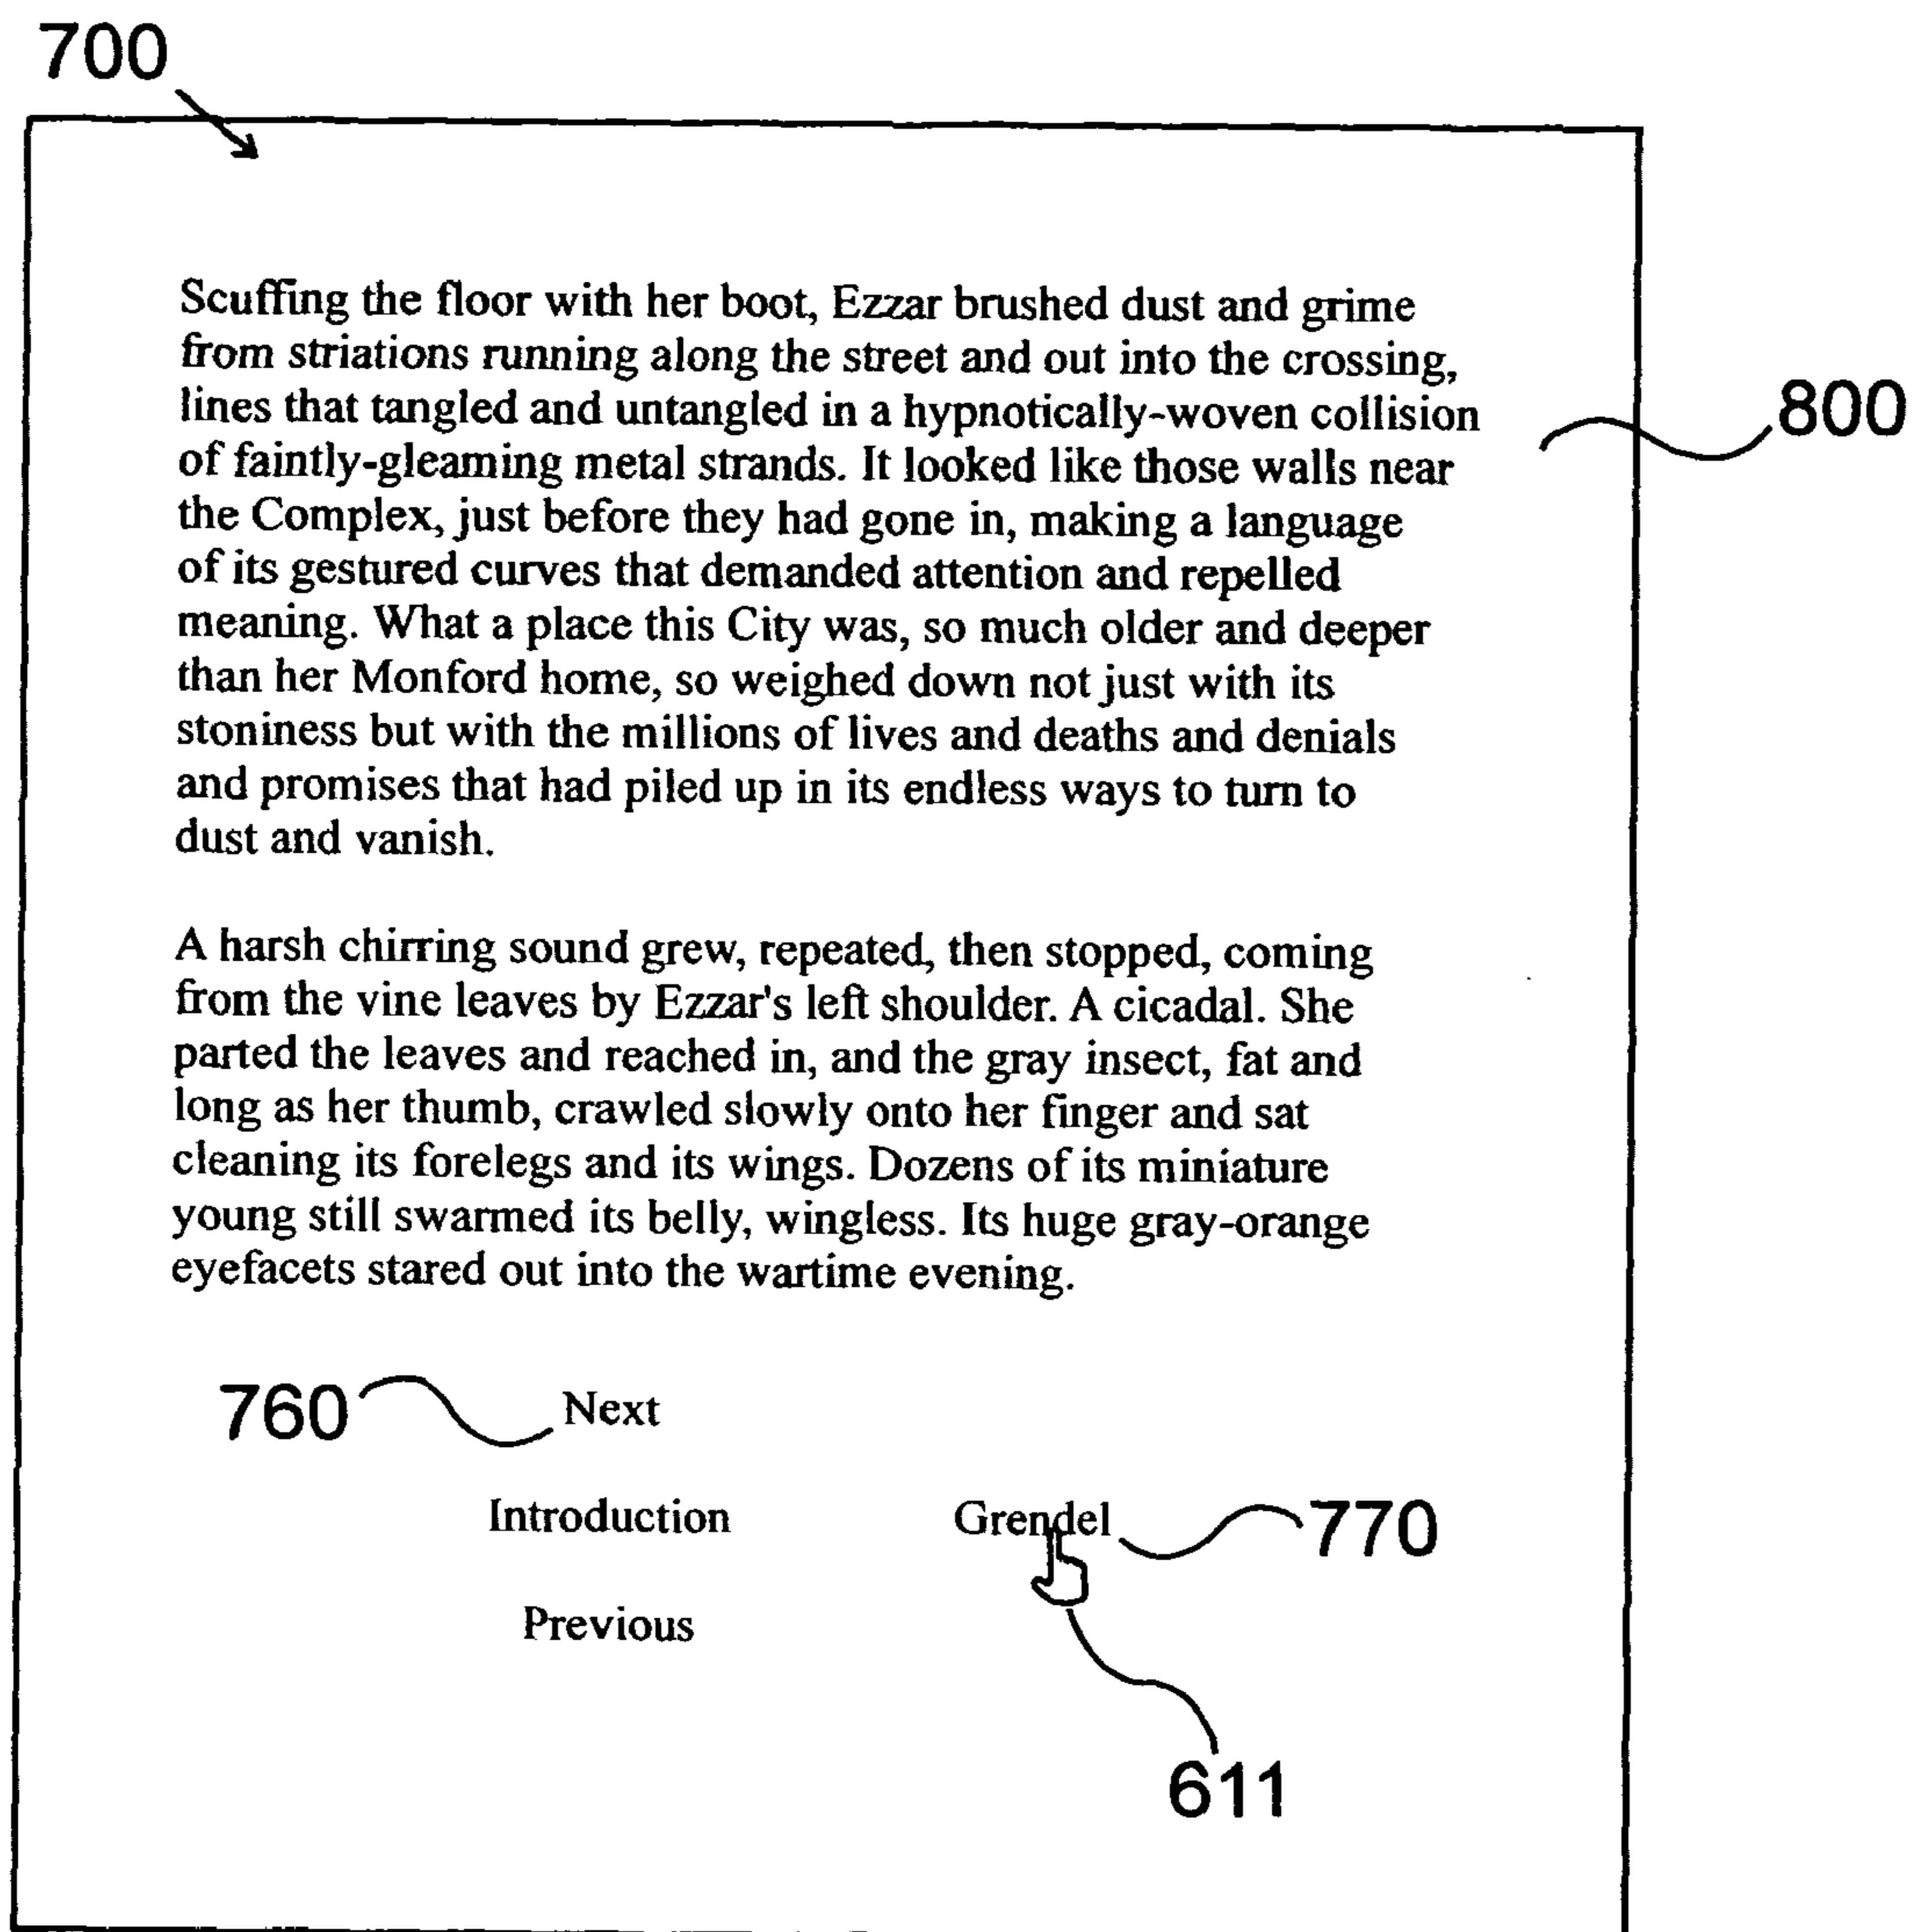 700
Scuffing the floor with her boot, Ezzar brushed dust and grime
from striations running along the street and out into the crossing,
lines that tangled and untangled in a hypnotically-woven collision
800
of faintly-gleaming metal strands. It looked like those walls near
the Complex, just before they had gone in, making a language
of its gestured curves that demanded attention and repelled
meaning. What a place this City was, so much older and deeper
than her Monford home, so weighed down not just with its
stoniness but with the millions of lives and deaths and denials
and promises that had piled up in its endless ways to turn to
dust and vanish.
A harsh chirring sound grew, repeated, then stopped, coming
from the vine leaves by Ezzar's left shoulder. A cicadal. She
parted the leaves and reached in, and the gray insect, fat and
long as her thumb, crawled slowly onto her finger and sat
cleaning its forelegs and its wings. Dozens of its miniature
young still swarmed its belly, wingless. Its huge gray-orange
eyefacets stared out into the wartime evening.
760 Next
Introduction Grendel 770
Previous
611